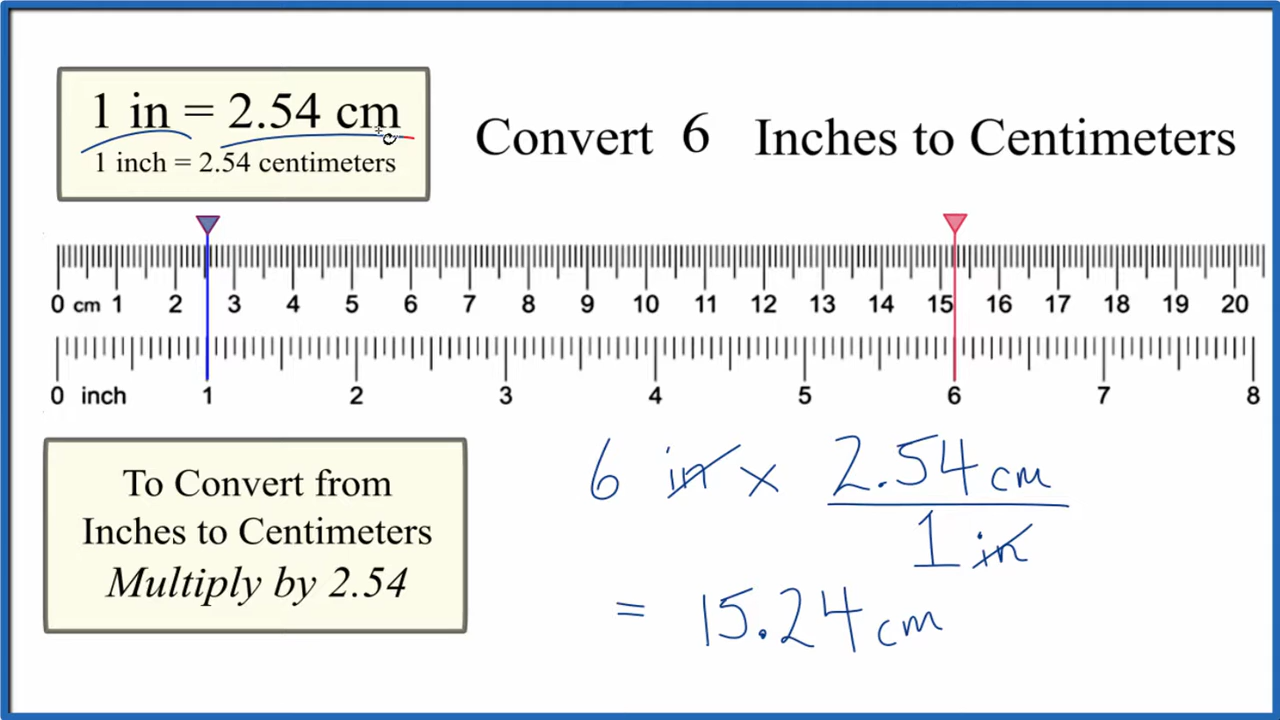 1 in = 2.54 cm
1 inch = 2.54 centimeters
Convert 6 Inches to Centimeters
0 cm 1 2 3 4 5 6 7 8 9 10 11 12 13 14 15 16 17 18 19 20
0 inch 1 2 3 4 5 6 7 8
To Convert from
Inches to Centimeters
Multiply by 2.54
6 in x 2.54 cm
1 in
= 15.24 cm